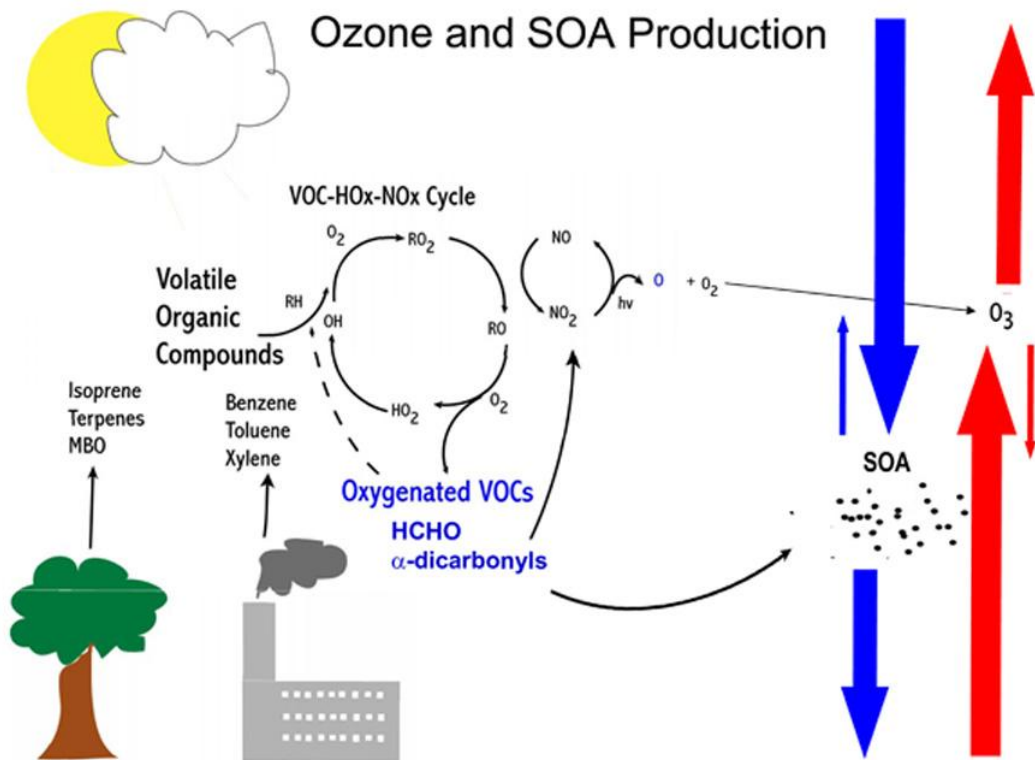 Ozone and SOA Production
VOC-HOx-NOx Cycle
O2
RO2
NO
Volatile
Organic
Compounds
RH
OH
NO2
hν
O + O2
O3
RO
Isoprene
Terpenes
MBO
Benzene
Toluene
Xylene
HO2
O2
SOA
Oxygenated VOCs
HCHO
α-dicarbonyls